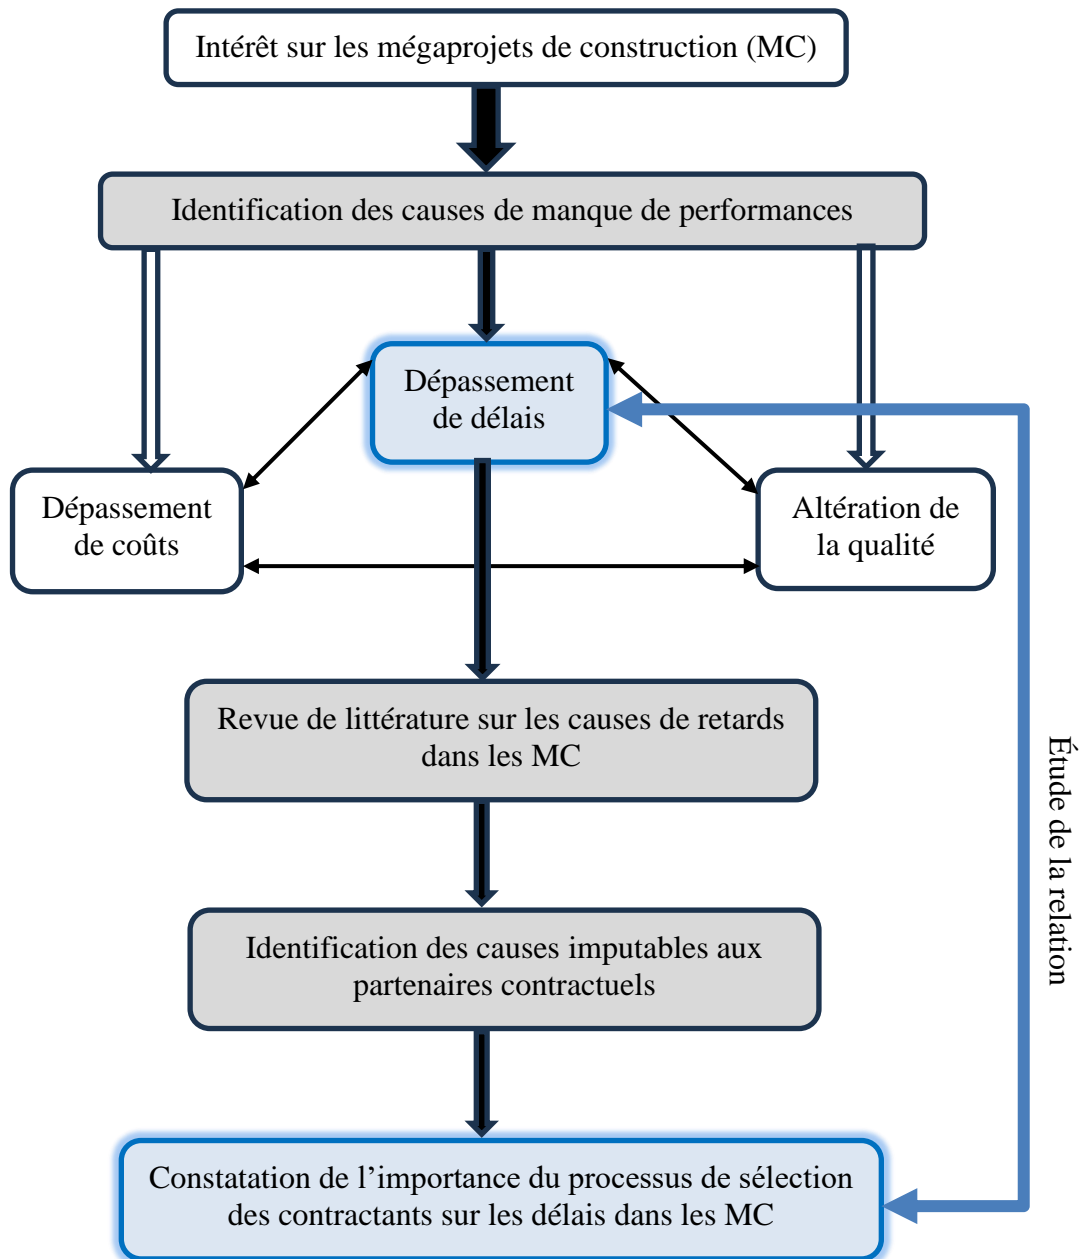 Intérêt sur les mégaprojets de construction (MC)
Identification des causes de manque de performances
Dépassement
de délais
Dépassement
de coûts
Altération de
la qualité
Revue de littérature sur les causes de retards
dans les MC
Étude de la relation
Identification des causes imputables aux
partenaires contractuels
Constatation de l’importance du processus de sélection
des contractants sur les délais dans les MC